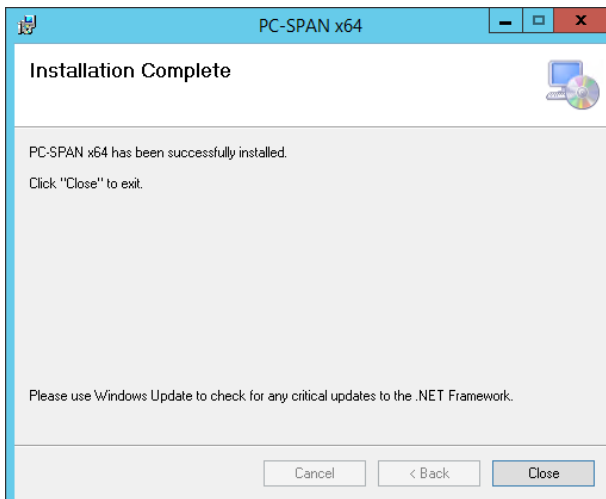 PC-SPAN x64
Installation Complete
PC-SPAN x64 has been successfully installed.
Click "Close" to exit.
Please use Windows Update to check for any critical updates to the .NET Framework.
Cancel
< Back
Close